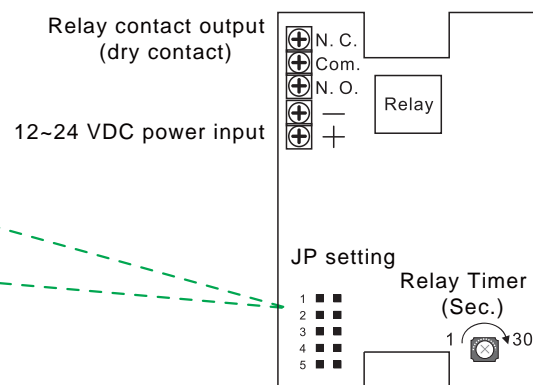 Relay contact output
(dry contact)
N. C.
Com.
N. O.
Relay
12~24 VDC power input
JP setting
Relay Timer
(Sec.)
1
2
3
4
5
1
30